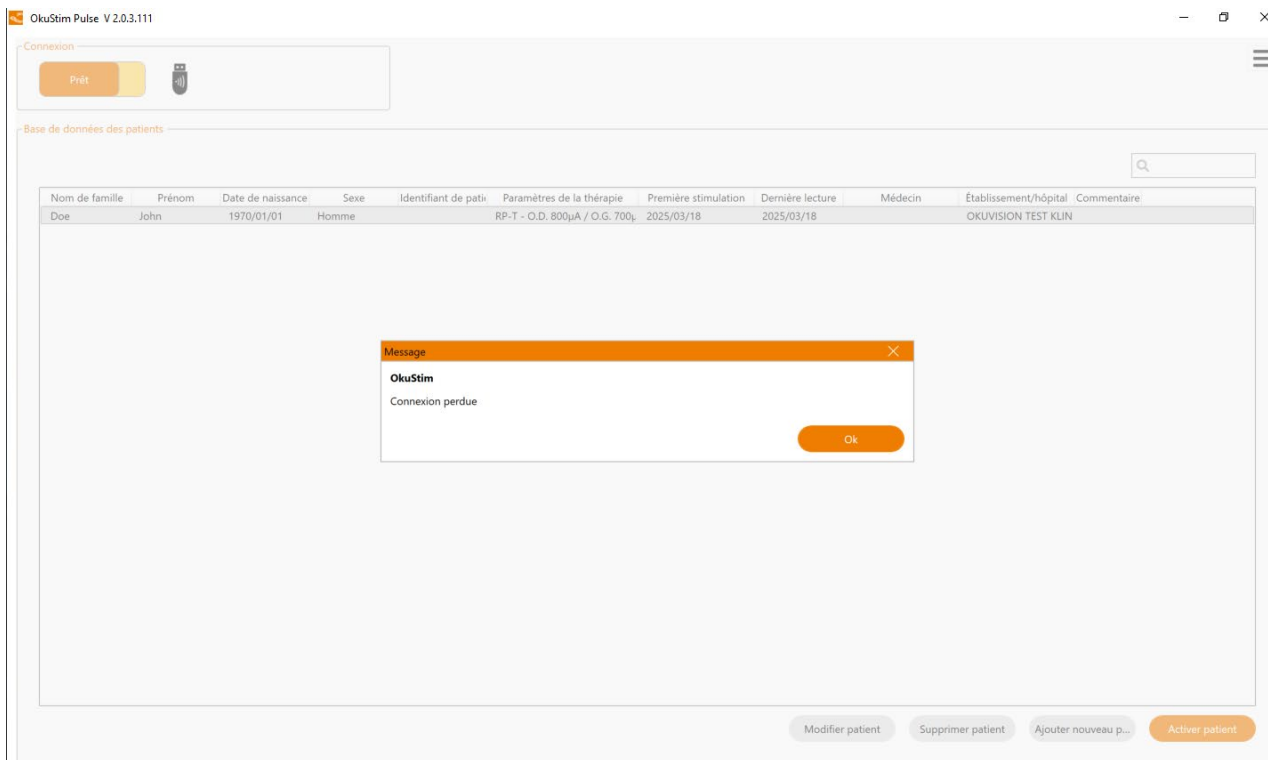 OkuStim Pulse V 2.0.3.111
Connexion
Prêt
Base de données des patients
Nom de famille Prénom Date de naissance Sexe Identifiant de patie Paramètres de la thérapie Première stimulation Dernière lecture Médecin Établissement/hôpital Commentaire
Doe John 1970/01/01 Homme RP-T - O.D. 800µA / O.G. 700µ 2025/03/18 2025/03/18 OKUVISION TEST KLIN
Message
OkuStim
Connexion perdue
Ok
Modifier patient Supprimer patient Ajouter nouveau p... Activer patient